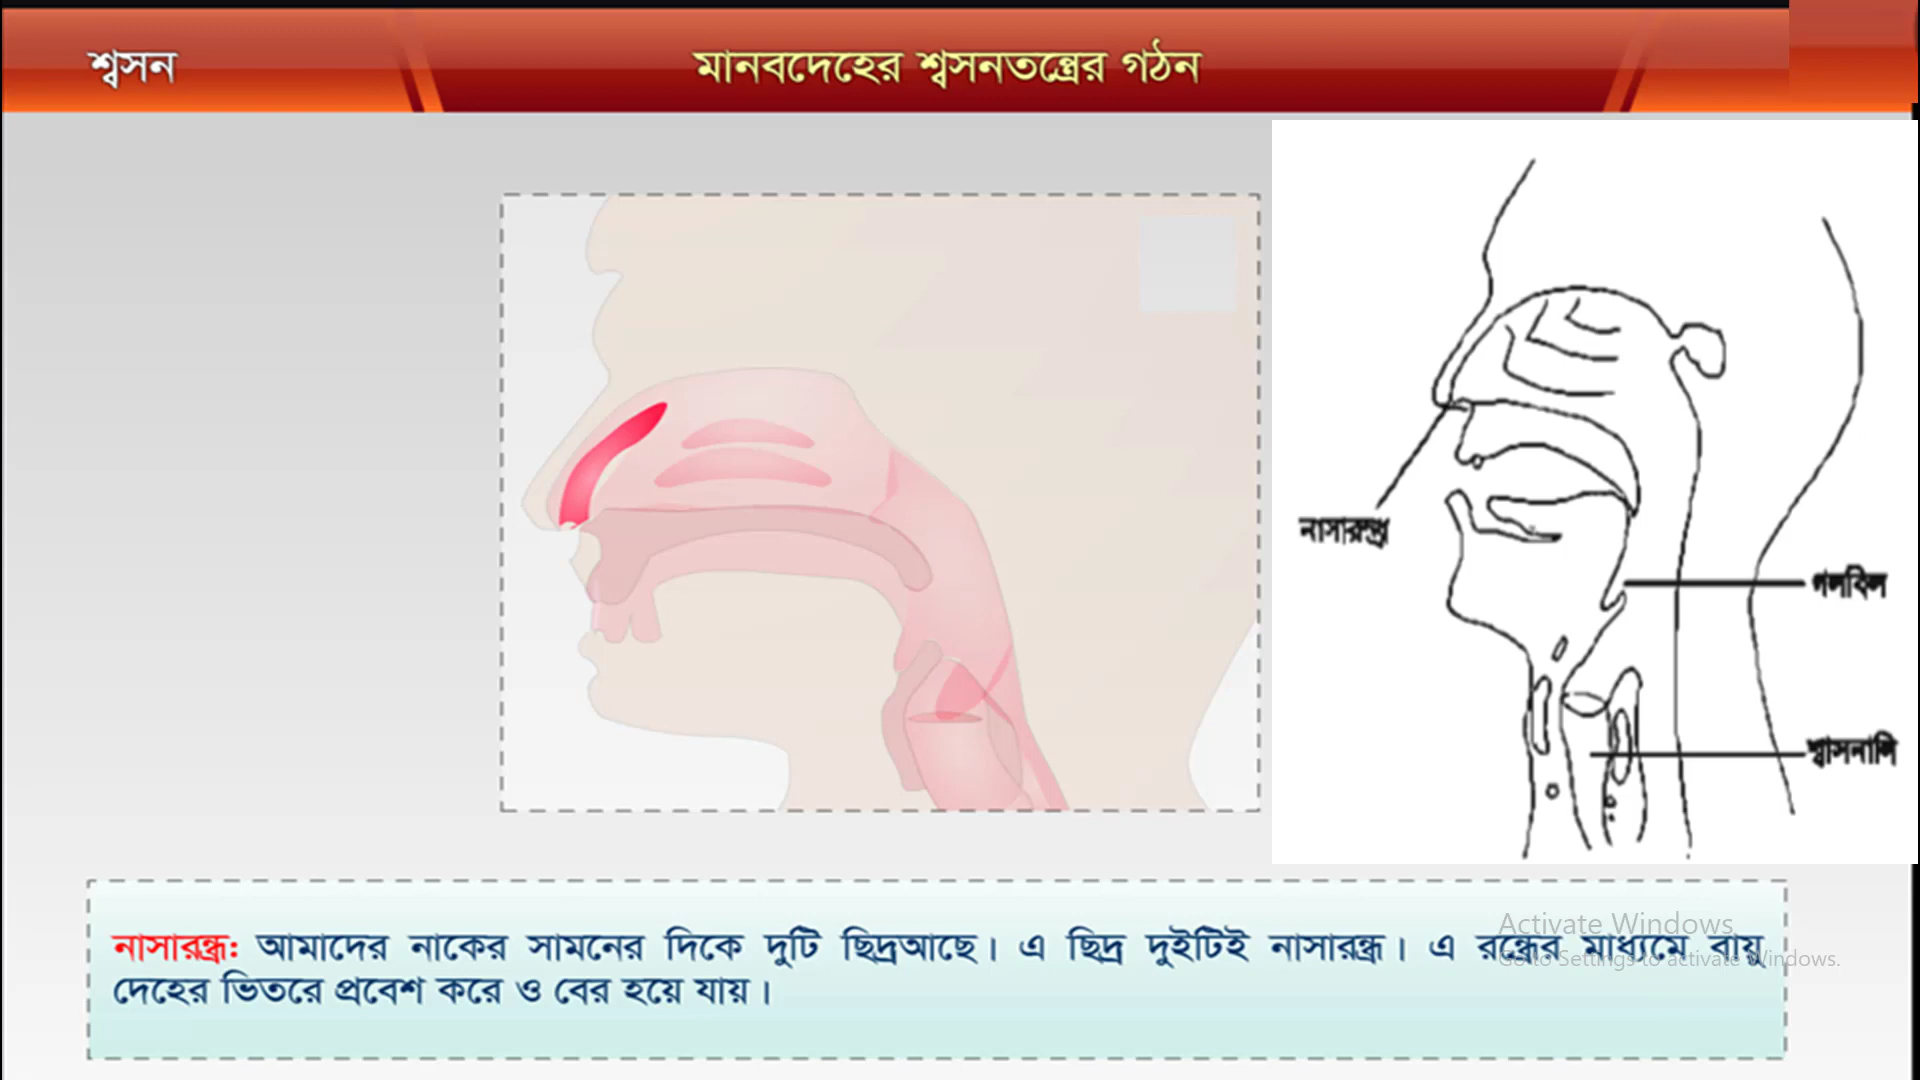 শ্বসন
মানবদেহের শ্বসনতন্ত্রের গঠন
নাসারন্ধ্র
গলবিল
শ্বাসনালি
নাসারন্ধ্র: আমাদের নাকের সামনের দিকে দুটি ছিদ্রআছে। এ ছিদ্র দুইটিই নাসারন্ধ্র। এ রন্ধ্রের মাধ্যমে বায়ু
দেহের ভিতরে প্রবেশ করে ও বের হয়ে যায়।
Activate Windows
Go to Settings to activate Windows.